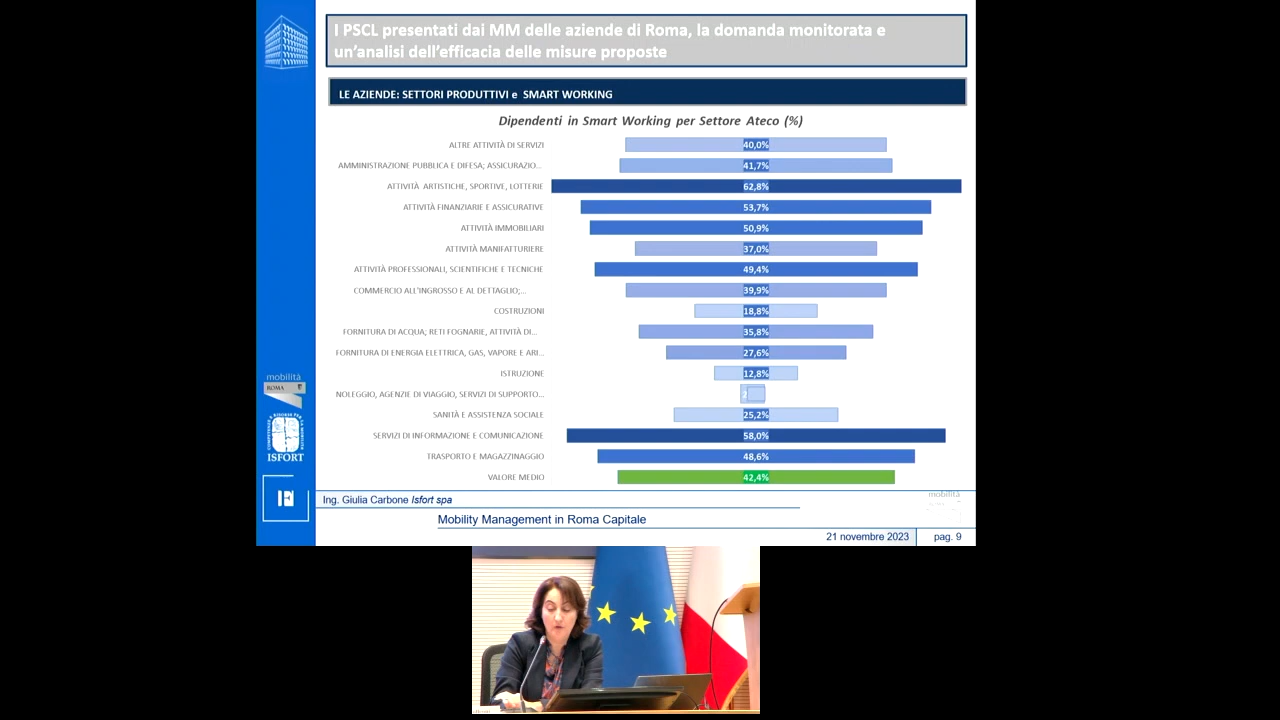 I PSCL presentati dai MM delle aziende di Roma, la domanda monitorata e
un'analisi dell'efficacia delle misure proposte
LE AZIENDE: SETTORI PRODUTTIVI e SMART WORKING
Dipendenti in Smart Working per Settore Ateco (%)
ALTRE ATTIVITÀ DI SERVIZI 40,0%
AMMINISTRAZIONE PUBBLICA E DIFESA; ASSICURAZIO... 41,7%
ATTIVITÀ ARTISTICHE, SPORTIVE, LOTTERIE 62,8%
ATTIVITÀ FINANZIARIE E ASSICURATIVE 53,7%
ATTIVITÀ IMMOBILIARI 50,9%
ATTIVITÀ MANIFATTURIERE 37,0%
ATTIVITÀ PROFESSIONALI, SCIENTIFICHE E TECNICHE 49,4%
COMMERCIO ALL'INGROSSO E AL DETTAGLIO;... 39,9%
COSTRUZIONI 18,8%
FORNITURA DI ACQUA; RETI FOGNARIE, ATTIVITÀ DI... 35,8%
FORNITURA DI ENERGIA ELETTRICA, GAS, VAPORE E ARI... 27,6%
ISTRUZIONE 12,8%
NOLEGGIO, AGENZIE DI VIAGGIO, SERVIZI DI SUPPORTO...
SANITÀ E ASSISTENZA SOCIALE 25,2%
SERVIZI DI INFORMAZIONE E COMUNICAZIONE 58,0%
TRASPORTO E MAGAZZINAGGIO 48,6%
VALORE MEDIO 42,4%
mobilità
ROMA
COMPETENZE E RISORSE PER LA MOBILITÀ
ISFORT
Ing. Giulia Carbone Isfort spa
mobilità
Mobility Management in Roma Capitale
21 novembre 2023
pag. 9